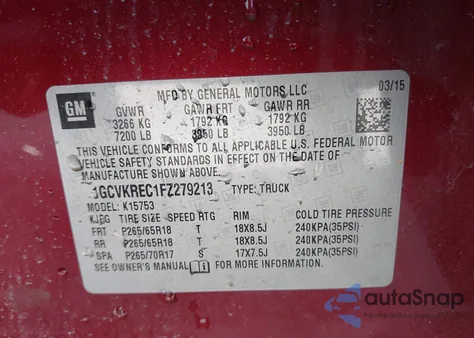 MFD BY GENERAL MOTORS LLC 03/15
GM
GVWR GAWR FRT GAWR RR
3266 KG 1792 KG 1792 KG
7200 LB 3950 LB 3950 LB
THIS VEHICLE CONFORMS TO ALL APPLICABLE U.S. FEDERAL MOTOR
VEHICLE SAFETY STANDARDS IN EFFECT ON THE DATE OF
MANUFACTURE SHOWN ABOVE.
GCVKREC1FZ279213 TYPE: TRUCK
MODEL: K15753
TIRE SIZE SPEED RTG RIM COLD TIRE PRESSURE
FRT P265/65R18 T 18X8.5J 240KPA(35PSI)
RR P265/65R18 T 18X8.5J 240KPA(35PSI)
SPA P265/70R17 S 17X7.5J 240KPA(35PSI)
SEE OWNER'S MANUAL FOR MORE INFORMATION.
autoSnap